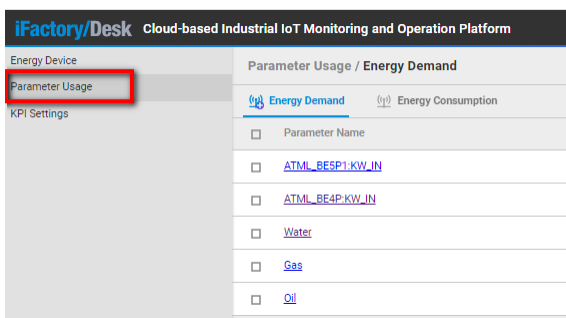 iFactory/Desk Cloud-based Industrial IoT Monitoring and Operation Platform
Energy Device
Parameter Usage
KPI Settings
Parameter Usage / Energy Demand
Energy Demand Energy Consumption
Parameter Name
ATML_BE5P1:KW_IN
ATML_BE4P:KW_IN
Water
Gas
Oil